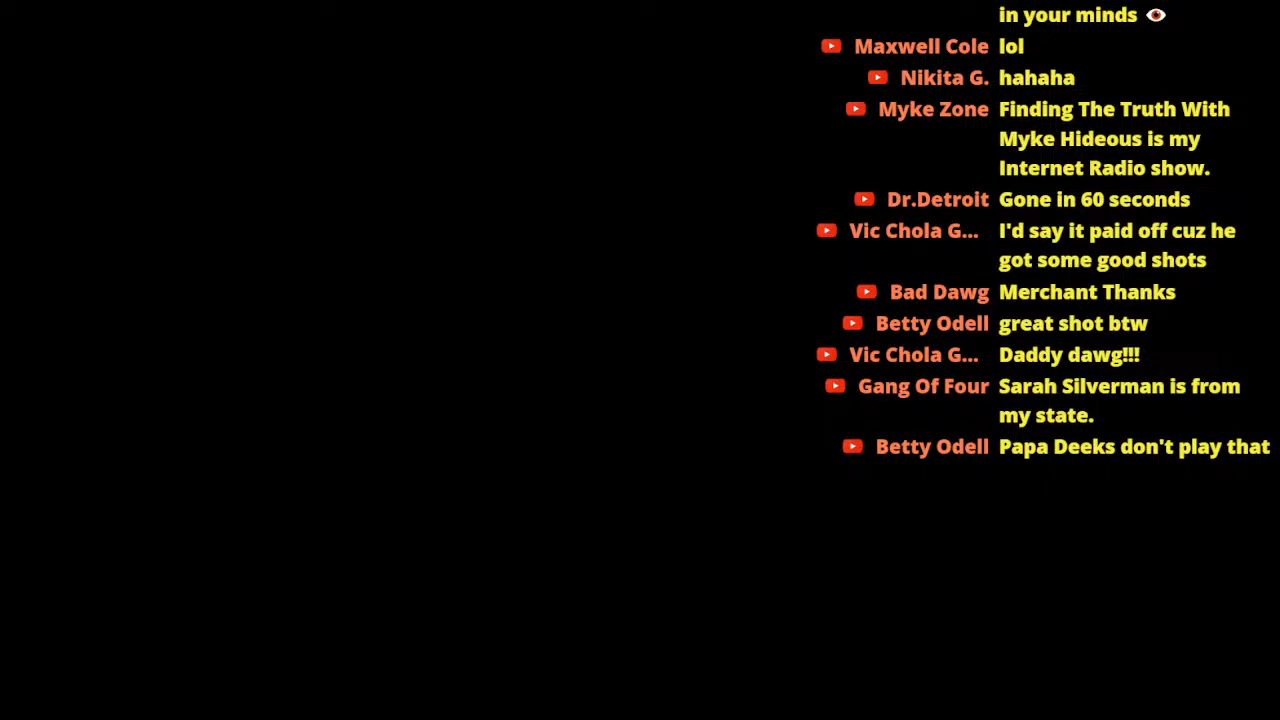 in your minds 👁
Maxwell Cole lol
Nikita G. hahaha
Myke Zone Finding The Truth With
Myke Hideous is my
Internet Radio show.
Dr.Detroit Gone in 60 seconds
Vic Chola G... I'd say it paid off cuz he
got some good shots
Bad Dawg Merchant Thanks
Betty Odell great shot btw
Vic Chola G... Daddy dawg!!!
Gang Of Four Sarah Silverman is from
my state.
Betty Odell Papa Deeks don't play that